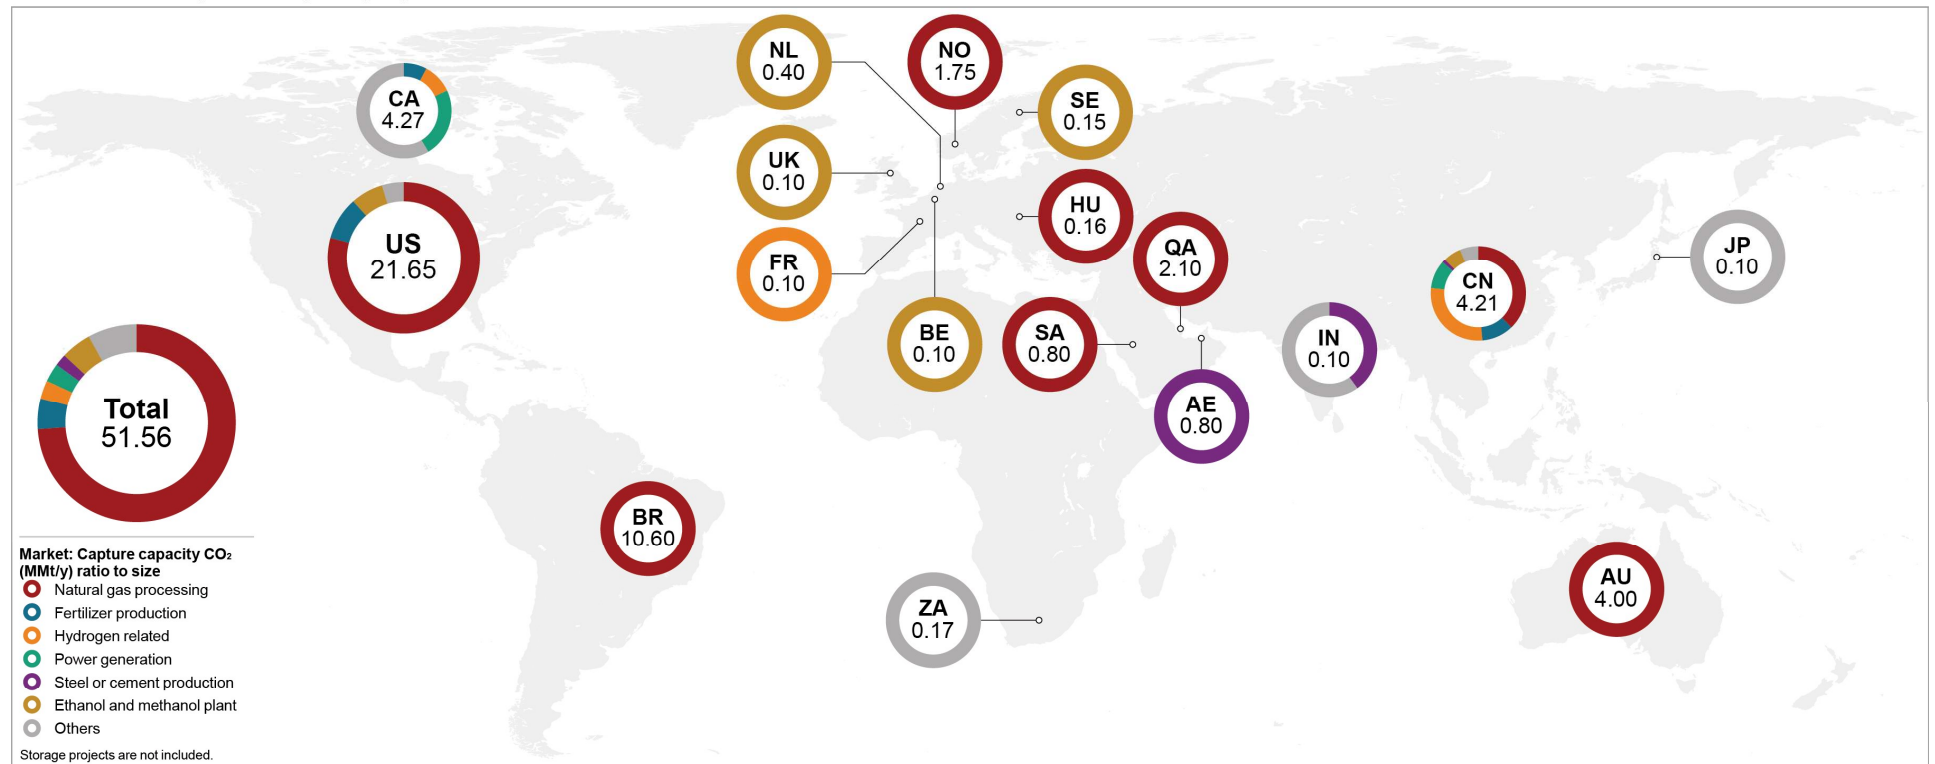 NL
0.40
NO
1.75
CA
4.27
SE
0.15
UK
0.10
HU
0.16
US
21.65
FR
0.10
QA
2.10
JP
0.10
CN
4.21
BE
0.10
SA
0.80
IN
0.10
AE
0.80
Total
51.56
BR
10.60
AU
4.00
ZA
0.17
Market: Capture capacity CO₂
(MMt/y) ratio to size
Natural gas processing
Fertilizer production
Hydrogen related
Power generation
Steel or cement production
Ethanol and methanol plant
Others
Storage projects are not included.